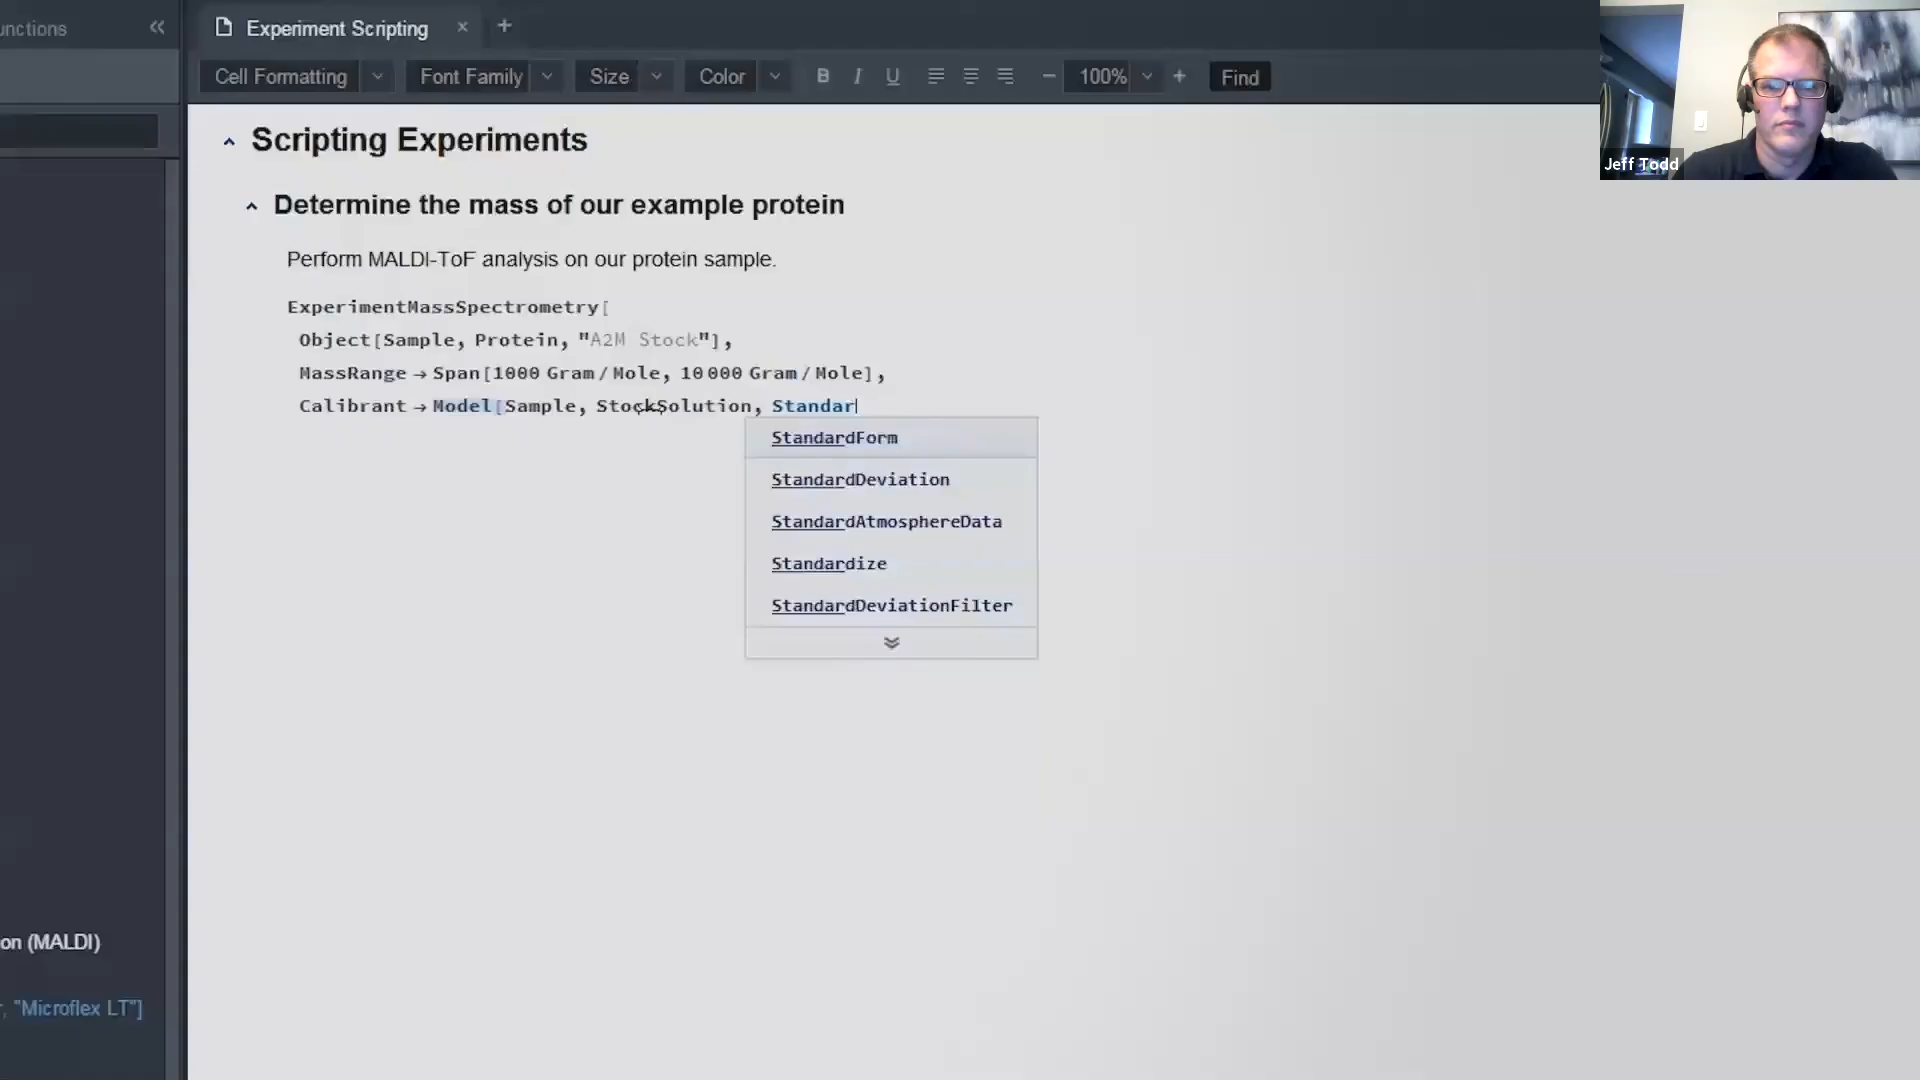 unctions
Experiment Scripting
Cell Formatting Font Family Size Color B I U 100% Find
Jeff Todd
Scripting Experiments
Determine the mass of our example protein
Perform MALDI-ToF analysis on our protein sample.
ExperimentMassSpectrometry[
Object[Sample, Protein, "A2M Stock"],
MassRange → Span[1000 Gram / Mole, 10 000 Gram / Mole],
Calibrant → Model[Sample, StockSolution, Standar
StandardForm
StandardDeviation
StandardAtmosphereData
Standardize
StandardDeviationFilter
on (MALDI)
, "Microflex LT"]